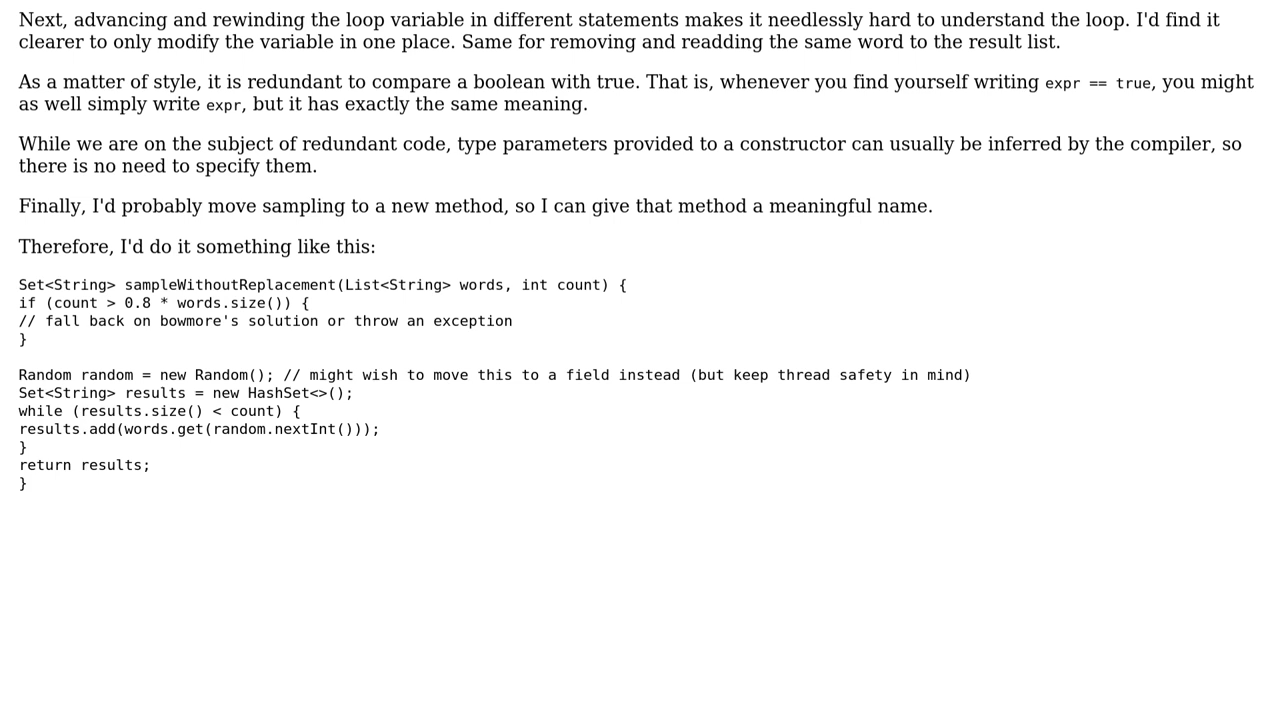 Next, advancing and rewinding the loop variable in different statements makes it needlessly hard to understand the loop. I'd find it
clearer to only modify the variable in one place. Same for removing and readding the same word to the result list.
As a matter of style, it is redundant to compare a boolean with true. That is, whenever you find yourself writing expr == true, you might
as well simply write expr, but it has exactly the same meaning.
While we are on the subject of redundant code, type parameters provided to a constructor can usually be inferred by the compiler, so
there is no need to specify them.
Finally, I'd probably move sampling to a new method, so I can give that method a meaningful name.
Therefore, I'd do it something like this:
Set<String> sampleWithoutReplacement(List<String> words, int count) {
if (count > 0.8 * words.size()) {
// fall back on bowmore's solution or throw an exception
}
Random random = new Random(); // might wish to move this to a field instead (but keep thread safety in mind)
Set<String> results = new HashSet<>();
while (results.size() < count) {
results.add(words.get(random.nextInt()));
}
return results;
}